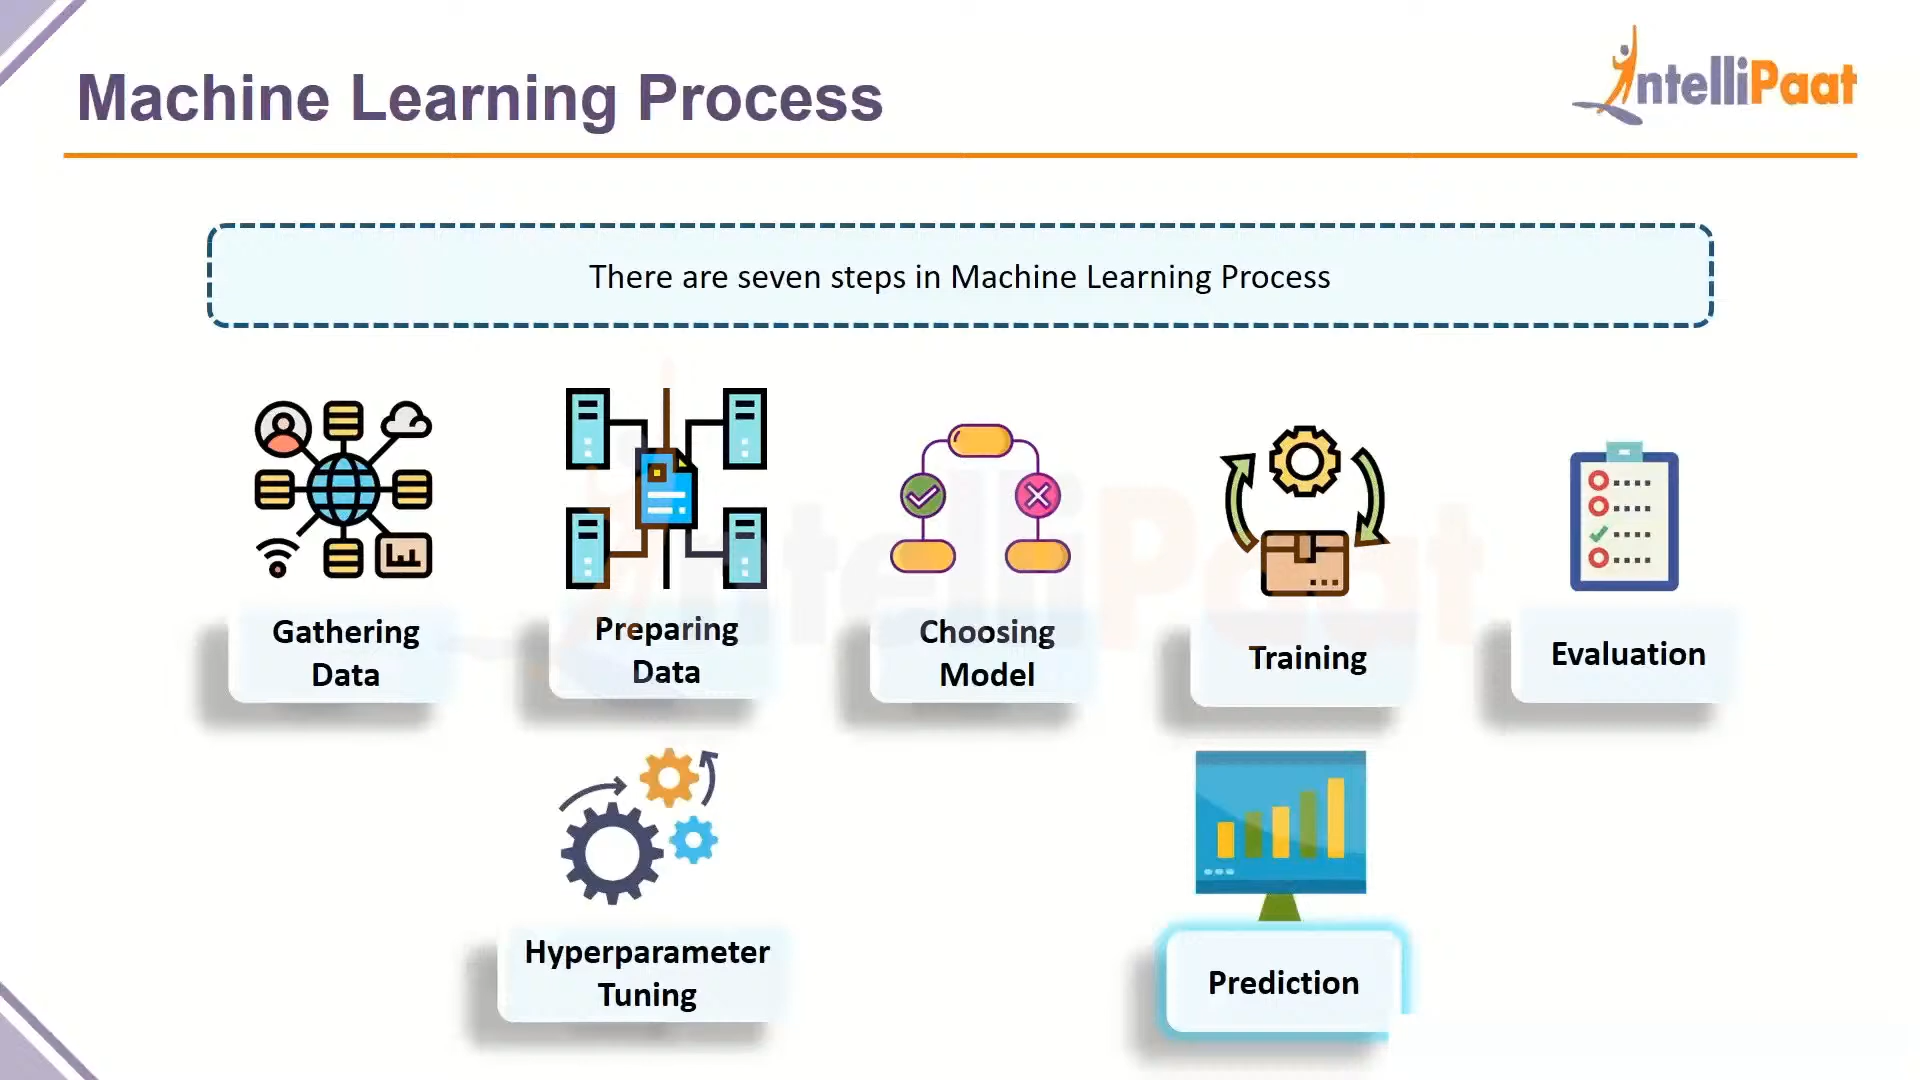 Machine Learning Process
IntelliPaat
There are seven steps in Machine Learning Process
IntelliPaat
Gathering
Data
Preparing
Data
Choosing
Model
Training
Evaluation
Hyperparameter
Tuning
Prediction